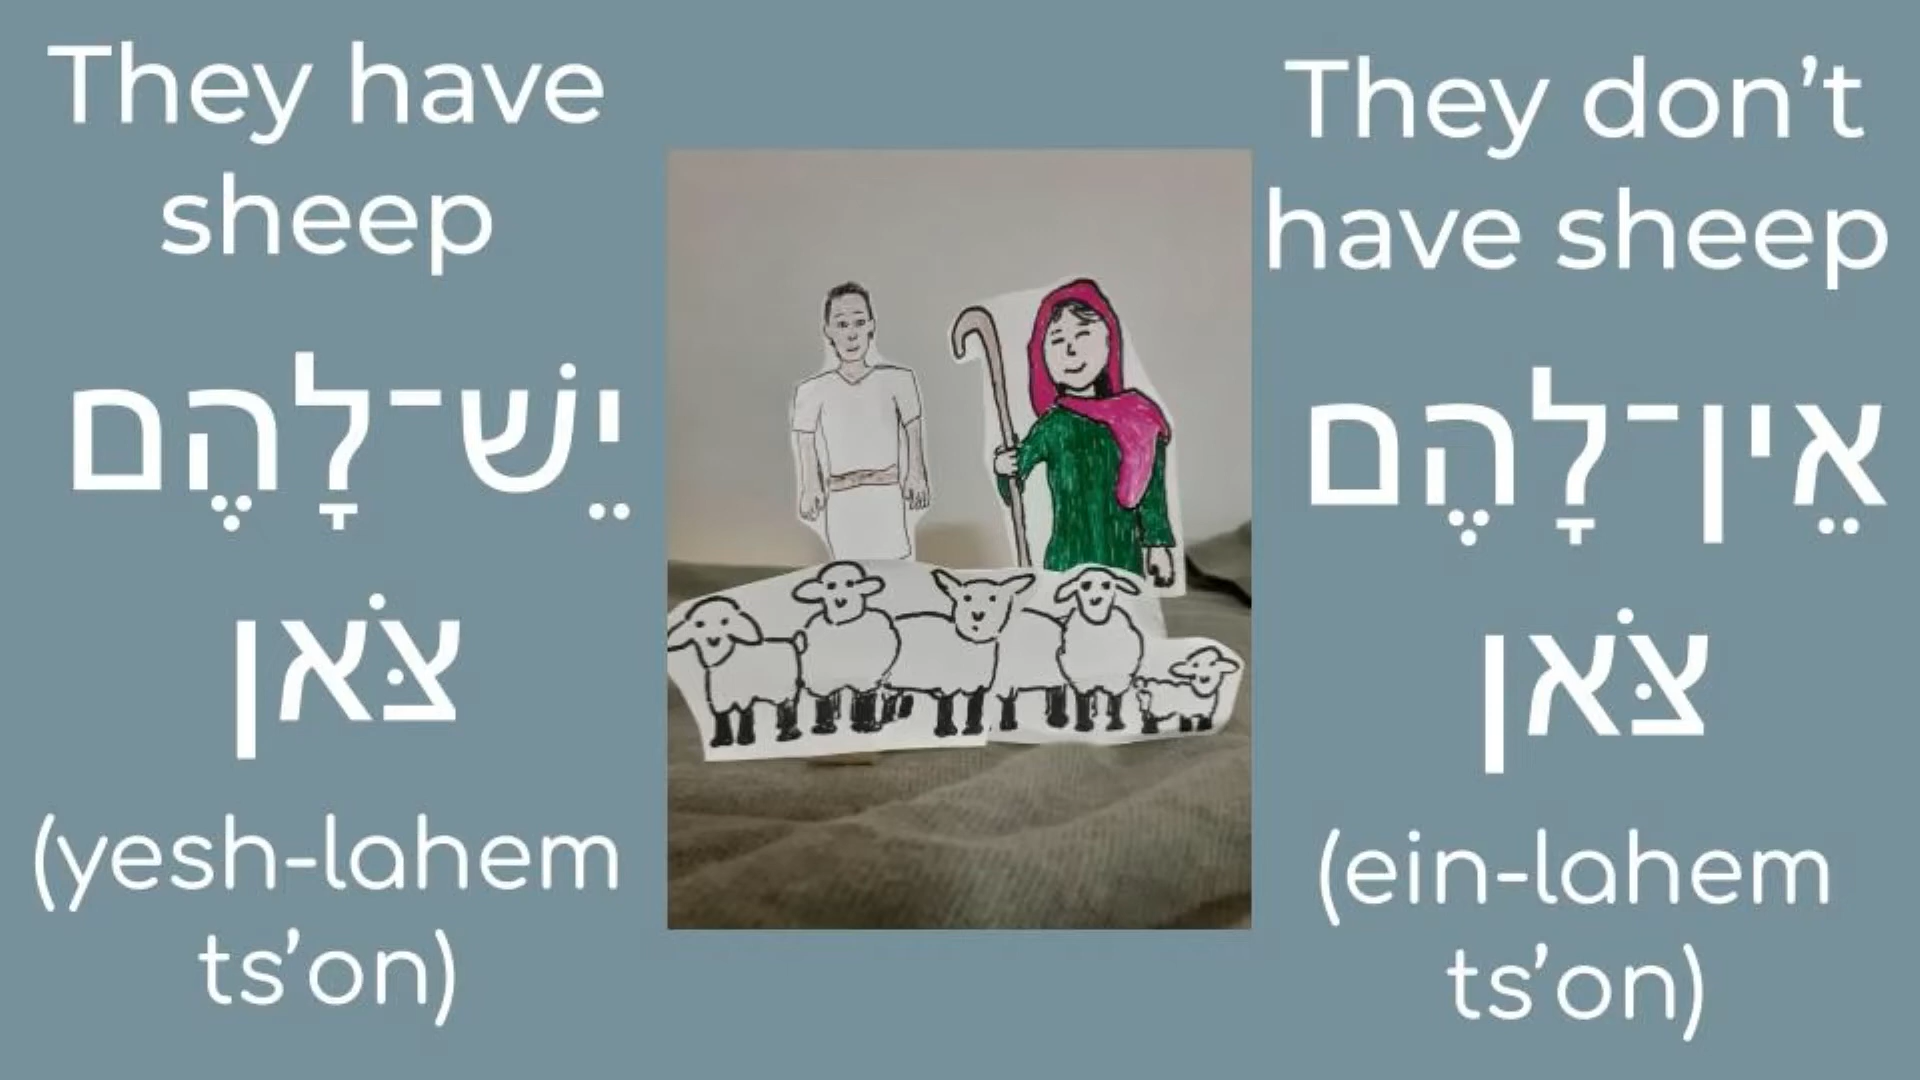 They have
sheep
יֵשׁ־לָהֶם
צֹּאן
(yesh-lahem
ts’on)
They don’t
have sheep
אֵין־לָהֶם
צֹּאן
(ein-lahem
ts’on)